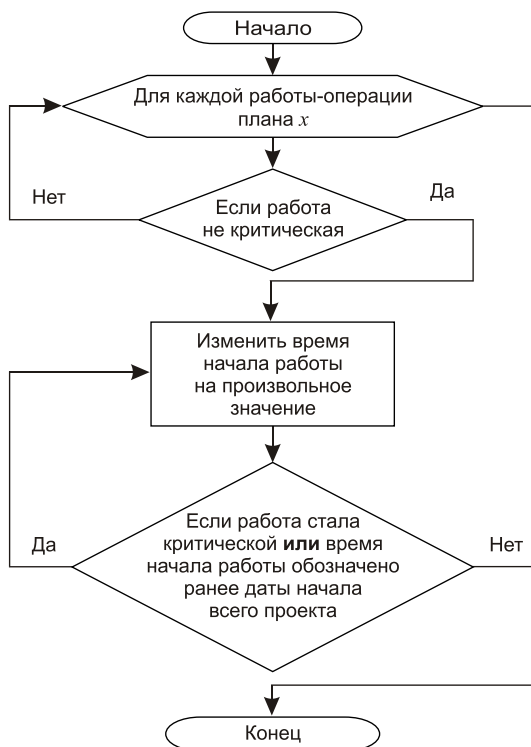 Начало
Для каждой работы-операции
плана x
Нет
Да
Если работа
не критическая
Изменить время
начала работы
на произвольное
значение
Если работа стала
Да
критической или время
Нет
начала работы обозначено
ранее даты начала
всего проекта
Конец